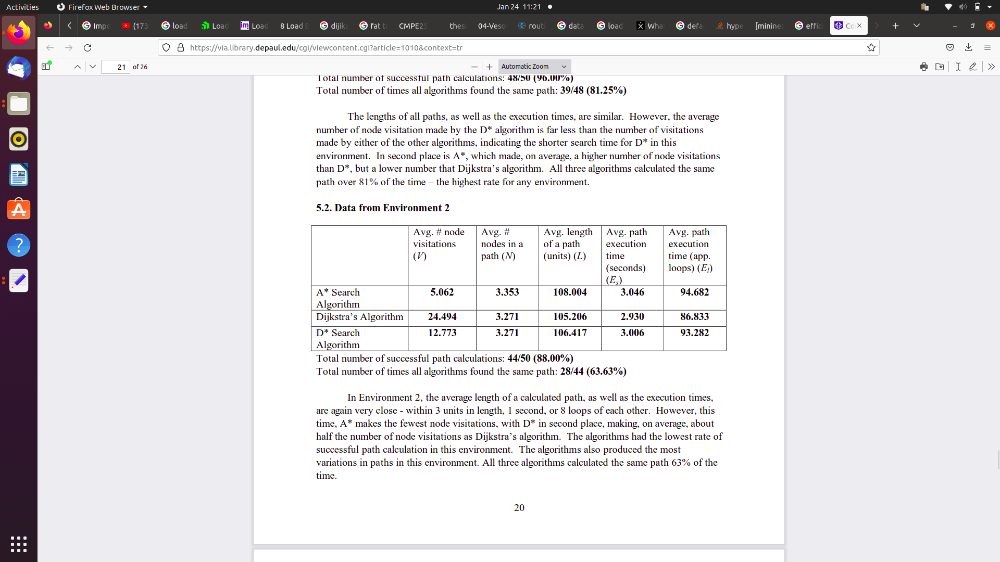 Activities
Firefox Web Browser
Jan 24 11:21
Impo
(173
load
Load
Load
8 Load B
dijks
fat t
CMPE25
thesi
04-Veso
routi
data
load
Wha
defa
hype
[mininet
effic
Co
https://via.library.depaul.edu/cgi/viewcontent.cgi?article=1010&context=tr
21 of 26
Automatic Zoom
Total number of successful path calculations: 48/50 (96.00%)
Total number of times all algorithms found the same path: 39/48 (81.25%)
The lengths of all paths, as well as the execution times, are similar. However, the average
number of node visitation made by the D* algorithm is far less than the number of visitations
made by either of the other algorithms, indicating the shorter search time for D* in this
environment. In second place is A*, which made, on average, a higher number of node visitations
than D*, but a lower number that Dijkstra’s algorithm. All three algorithms calculated the same
path over 81% of the time – the highest rate for any environment.
5.2. Data from Environment 2
Avg. # node
visitations
(V)
Avg. #
nodes in a
path (N)
Avg. length
of a path
(units) (L)
Avg. path
execution
time
(seconds)
(Es)
Avg. path
execution
time (app.
loops) (El)
A* Search
Algorithm
5.062 3.353 108.004 3.046 94.682
Dijkstra’s Algorithm 24.494 3.271 105.206 2.930 86.833
D* Search
Algorithm
12.773 3.271 106.417 3.006 93.282
Total number of successful path calculations: 44/50 (88.00%)
Total number of times all algorithms found the same path: 28/44 (63.63%)
In Environment 2, the average length of a calculated path, as well as the execution times,
are again very close - within 3 units in length, 1 second, or 8 loops of each other. However, this
time, A* makes the fewest node visitations, with D* in second place, making, on average, about
half the number of node visitations as Dijkstra’s algorithm. The algorithms had the lowest rate of
successful path calculation in this environment. The algorithms also produced the most
variations in paths in this environment. All three algorithms calculated the same path 63% of the
time.
20